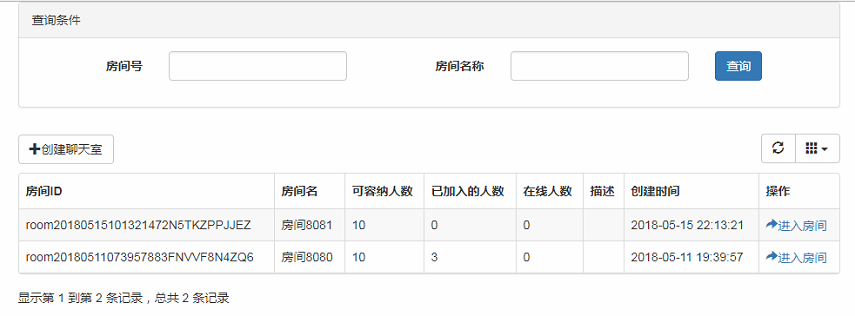 查询条件
房间号 房间名称 查询
创建聊天室
房间ID 房间名 可容纳人数 已加入的人数 在线人数 描述 创建时间 操作
room20180515101321472N5TKZPPJJEZ 房间8081 10 0 0 2018-05-15 22:13:21 进入房间
room20180511073957883FNVVF8N4ZQ6 房间8080 10 3 0 2018-05-11 19:39:57 进入房间
显示第 1 到第 2 条记录，总共 2 条记录